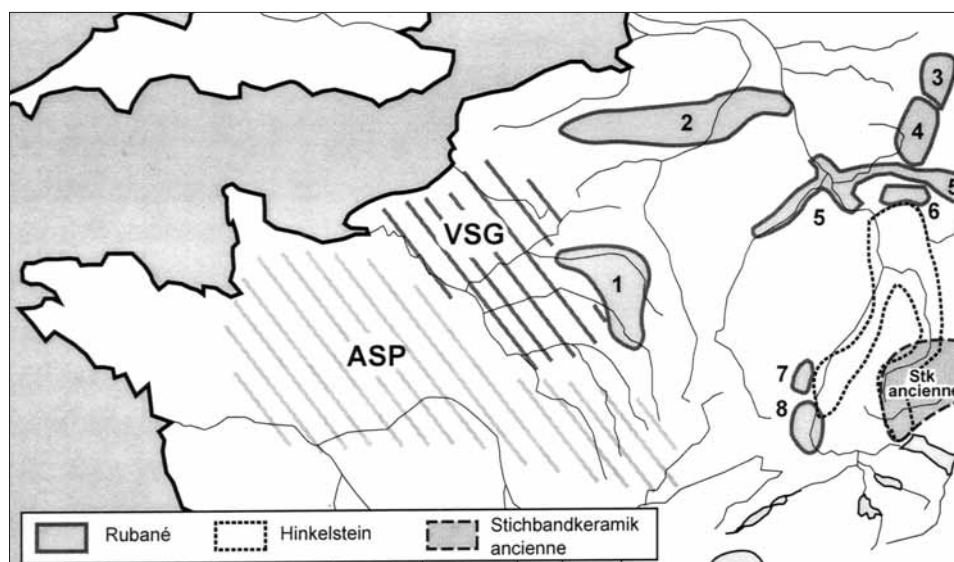 3
2
4
5
5
VSG
6
1
ASP
7
Stk
ancienne
8
Rubané
Hinkelstein
Stichbandkeramik
ancienne